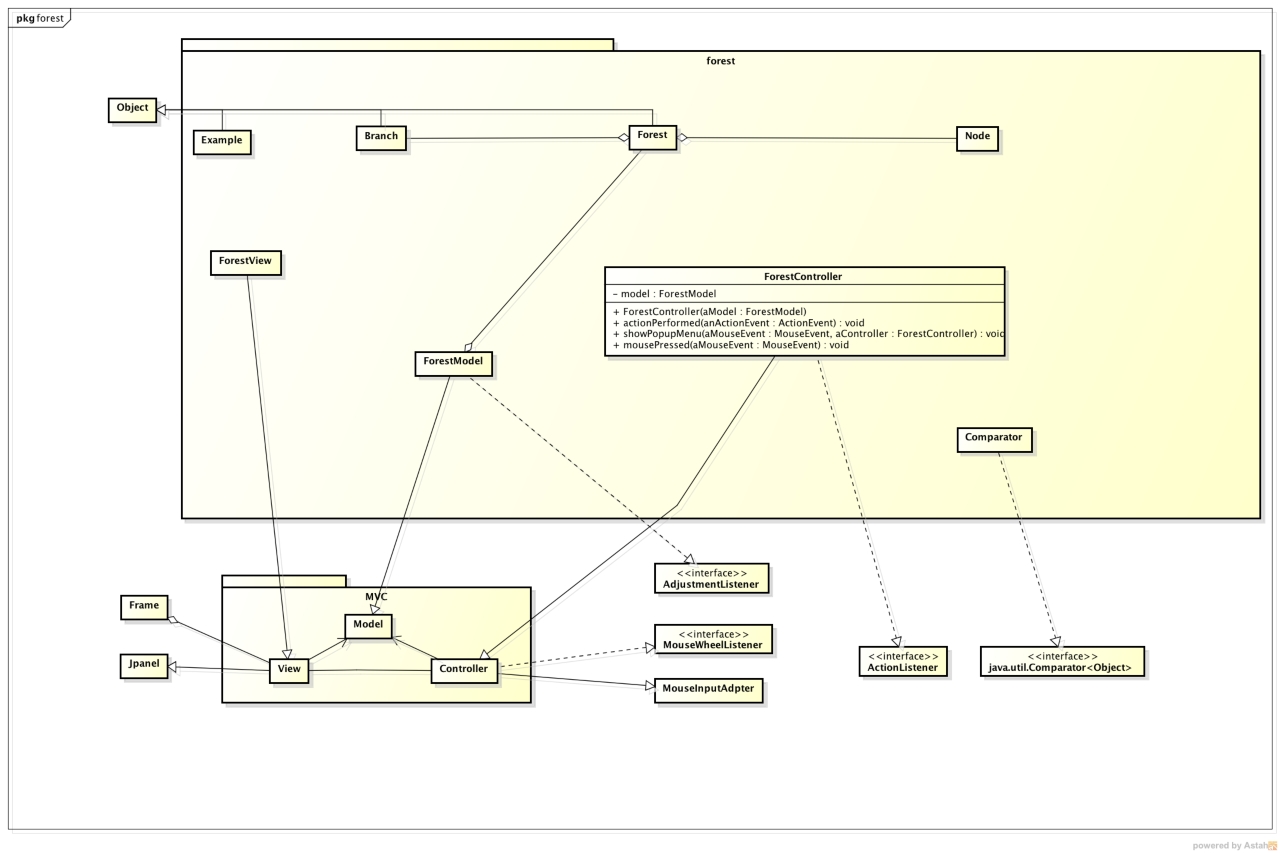 pkg forest
forest
Object
Example
Branch
Forest
Node
ForestView
ForestController
– model : ForestModel
+ ForestController(aModel : ForestModel)
+ actionPerformed(anActionEvent : ActionEvent) : void
+ showPopupMenu(aMouseEvent : MouseEvent, aController : ForestController) : void
+ mousePressed(aMouseEvent : MouseEvent) : void
ForestModel
Comparator
<<interface>>
AdjustmentListener
MVC
Frame
Model
<<interface>>
MouseWheelListener
Jpanel
View
Controller
<<interface>>
ActionListener
<<interface>>
java.util.Comparator<Object>
MouseInputAdpter
powered by Astah